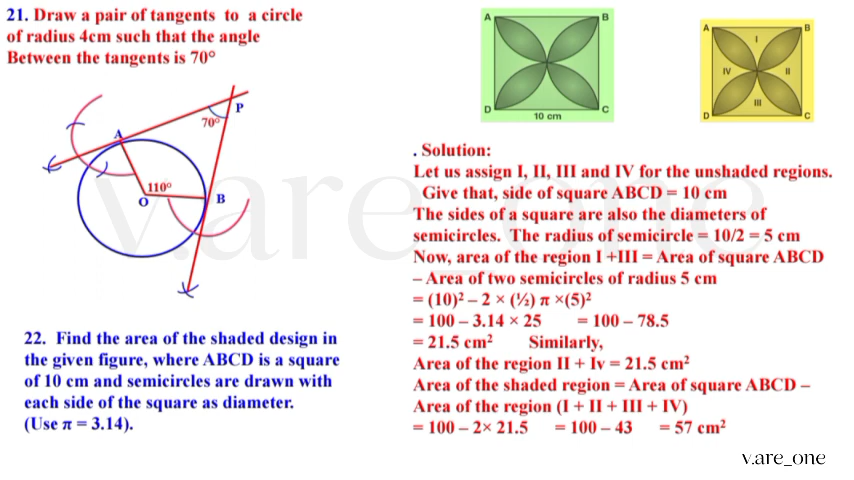 21. Draw a pair of tangents to a circle
of radius 4cm such that the angle
Between the tangents is 70°
P
70°
A
110°
O
B
22. Find the area of the shaded design in
the given figure, where ABCD is a square
of 10 cm and semicircles are drawn with
each side of the square as diameter.
(Use π = 3.14).
A B
D C
10 cm
A B
I
IV II
III
D C
. Solution:
Let us assign I, II, III and IV for the unshaded regions.
Give that, side of square ABCD = 10 cm
The sides of a square are also the diameters of
semicircles. The radius of semicircle = 10/2 = 5 cm
Now, area of the region I +III = Area of square ABCD
– Area of two semicircles of radius 5 cm
= (10)² – 2 × (½) π ×(5)²
= 100 – 3.14 × 25 = 100 – 78.5
= 21.5 cm² Similarly,
Area of the region II + Iv = 21.5 cm²
Area of the shaded region = Area of square ABCD –
Area of the region (I + II + III + IV)
= 100 – 2× 21.5 = 100 – 43 = 57 cm²
v.are_one
v.are_one